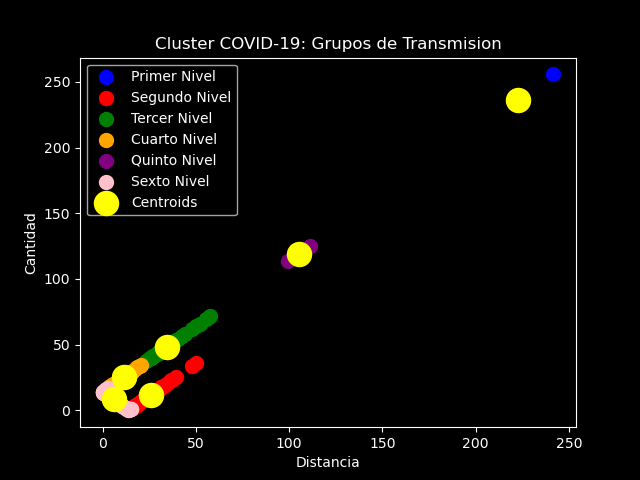 Cluster COVID-19: Grupos de Transmision
Primer Nivel
Segundo Nivel
Tercer Nivel
Cuarto Nivel
Quinto Nivel
Sexto Nivel
Centroids
Cantidad
250
200
150
100
50
0
0 50 100 150 200 250
Distancia